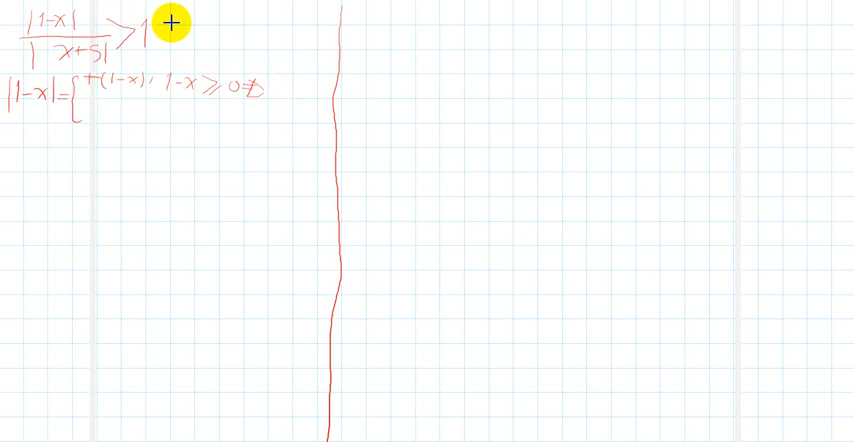 |1-x| / |x+5| > 1
|1-x| = { +(1-x), 1-x ≥ 0 ⇒